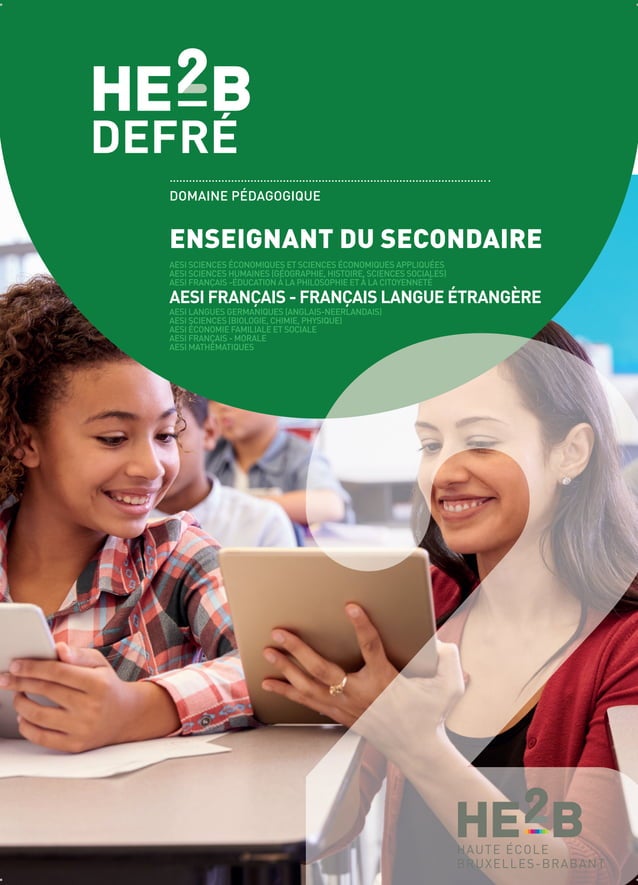 HE2B
DEFRÉ
DOMAINE PÉDAGOGIQUE
ENSEIGNANT DU SECONDAIRE
AESI SCIENCES ÉCONOMIQUES ET SCIENCES ÉCONOMIQUES APPLIQUÉES
AESI SCIENCES HUMAINES (GÉOGRAPHIE, HISTOIRE, SCIENCES SOCIALES)
AESI FRANÇAIS -ÉDUCATION À LA PHILOSOPHIE ET À LA CITOYENNETÉ
AESI FRANÇAIS - FRANÇAIS LANGUE ÉTRANGÈRE
AESI LANGUES GERMANIQUES (ANGLAIS-NEERLANDAIS)
AESI SCIENCES (BIOLOGIE, CHIMIE, PHYSIQUE)
AESI ÉCONOMIE FAMILIALE ET SOCIALE
AESI FRANÇAIS - MORALE
AESI MATHÉMATIQUES
HE2B
HAUTE ÉCOLE
BRUXELLES-BRABANT